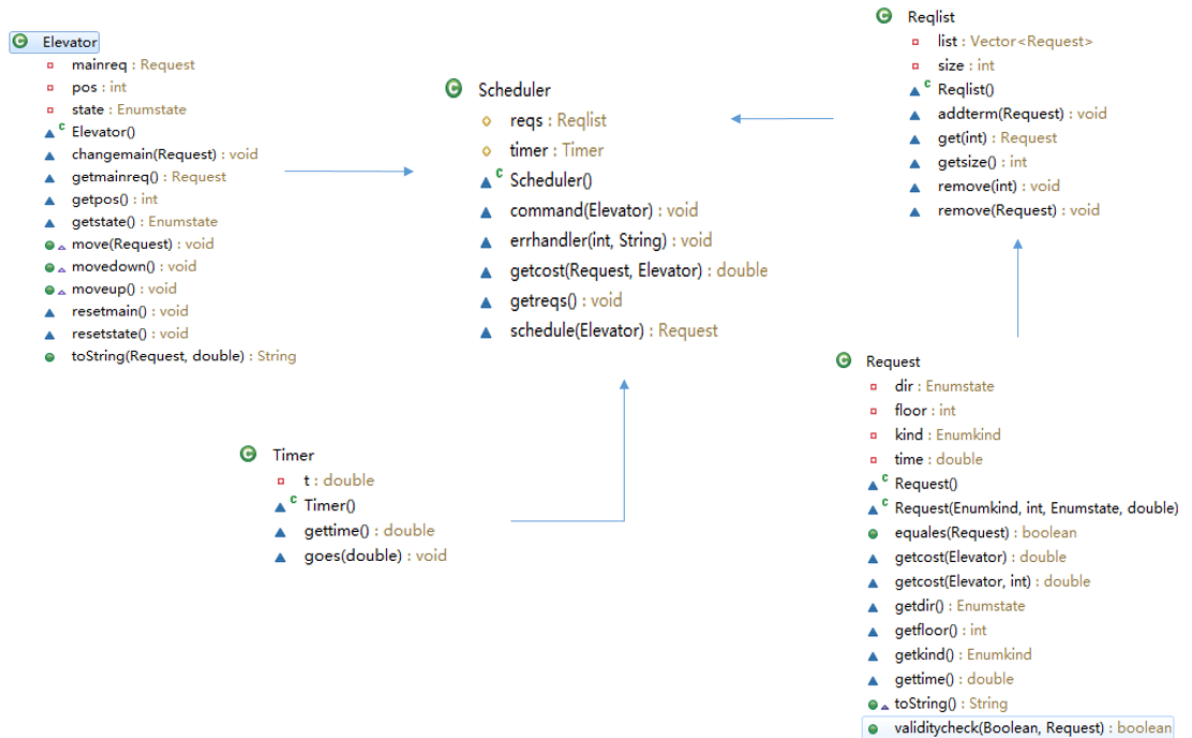 Elevator
mainreq : Request
pos : int
state : Enumstate
Elevator()
changemain(Request) : void
getmainreq() : Request
getpos() : int
getstate() : Enumstate
move(Request) : void
movedown() : void
moveup() : void
resetmain() : void
resetstate() : void
toString(Request, double) : String
Scheduler
reqs : Reqlist
timer : Timer
Scheduler()
command(Elevator) : void
errhandler(int, String) : void
getcost(Request, Elevator) : double
getreqs() : void
schedule(Elevator) : Request
Reqlist
list : Vector<Request>
size : int
Reqlist()
addterm(Request) : void
get(int) : Request
getsize() : int
remove(int) : void
remove(Request) : void
Timer
t : double
Timer()
gettime() : double
goes(double) : void
Request
dir : Enumstate
floor : int
kind : Enumkind
time : double
Request()
Request(Enumkind, int, Enumstate, double)
equales(Request) : boolean
getcost(Elevator) : double
getcost(Elevator, int) : double
getdir() : Enumstate
getfloor() : int
getkind() : Enumkind
gettime() : double
toString() : String
validitycheck(Boolean, Request) : boolean